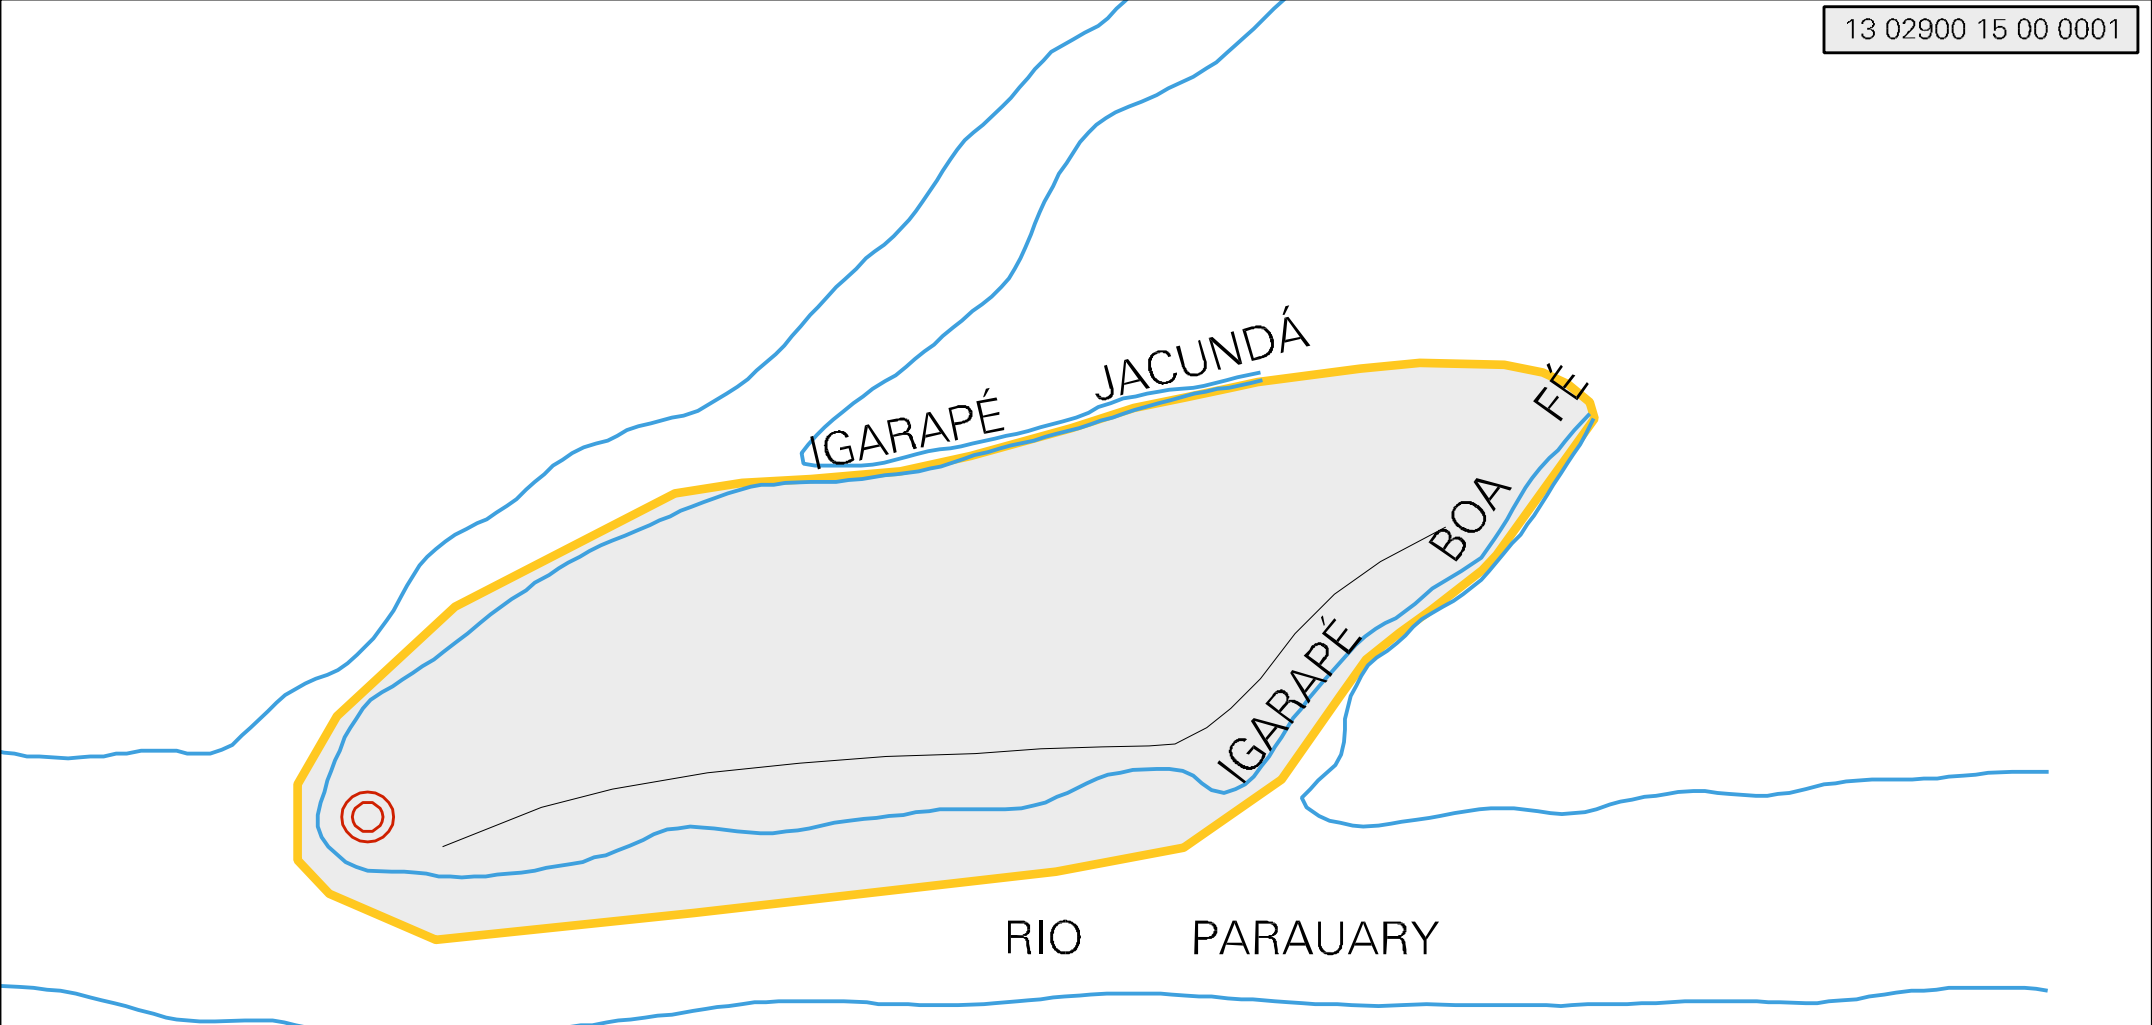 13 02900 15 00 0001
IGARAPÉ JACUNDÁ
IGARAPÉ BOA FÉ
RIO PARAUARY